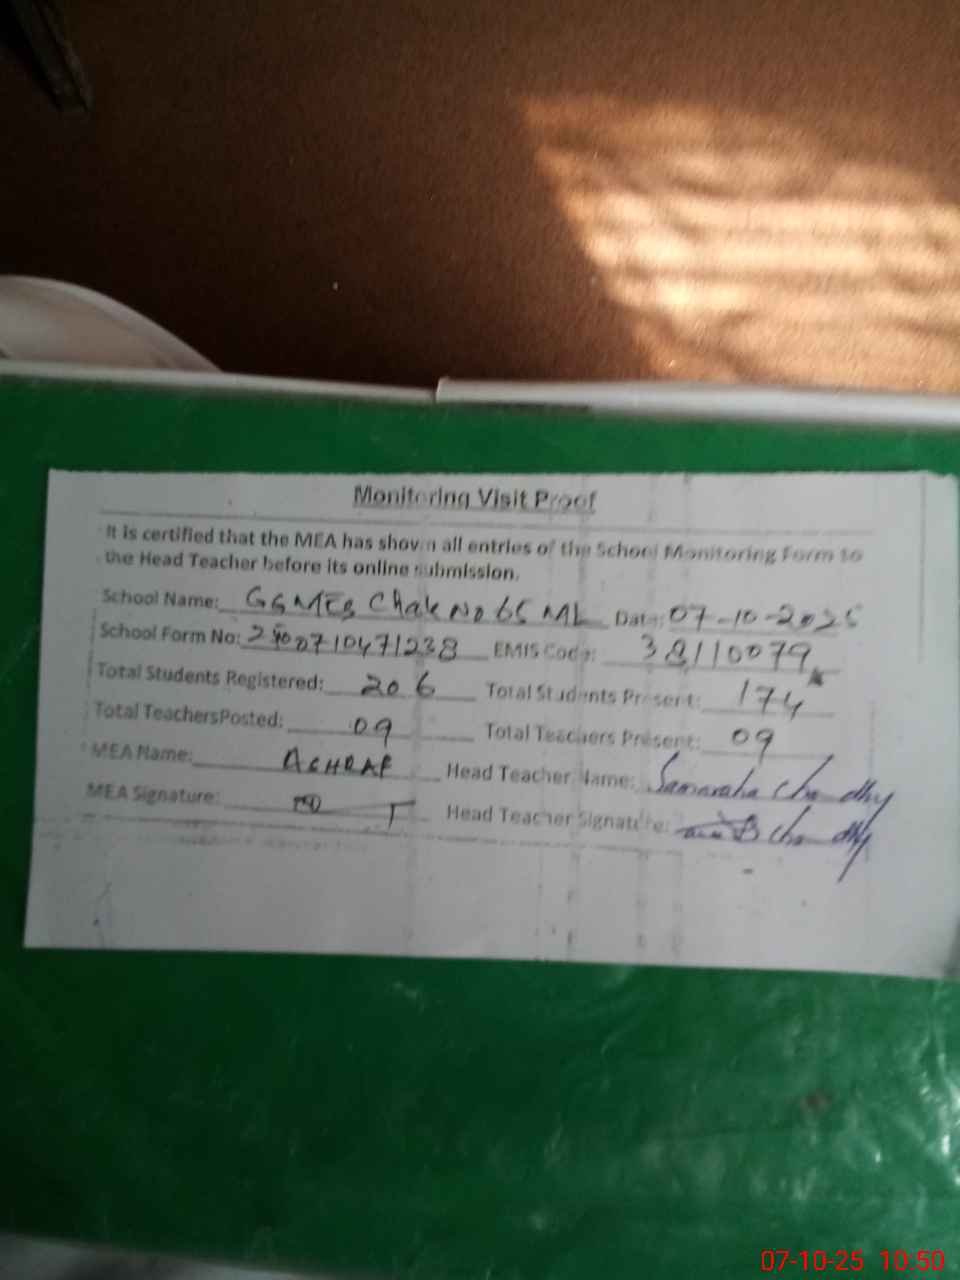 Monitoring Visit Proof
It is certified that the MEA has shown all entries of the School Monitoring Form to
the Head Teacher before its online submission.
School Name: GGMES Chak No 65 ML Date: 07-10-2025
School Form No: EMIS Code: 38110079
Total Students Registered: 206 Total Students Present: 174
Total TeachersPosted: 09 Total Teachers Present: 09
MEA Name: ASHRAF Head Teacher Name: Chaudhy
MEA Signature: Head Teacher Signature: Chaudhy
07-10-25 10:50